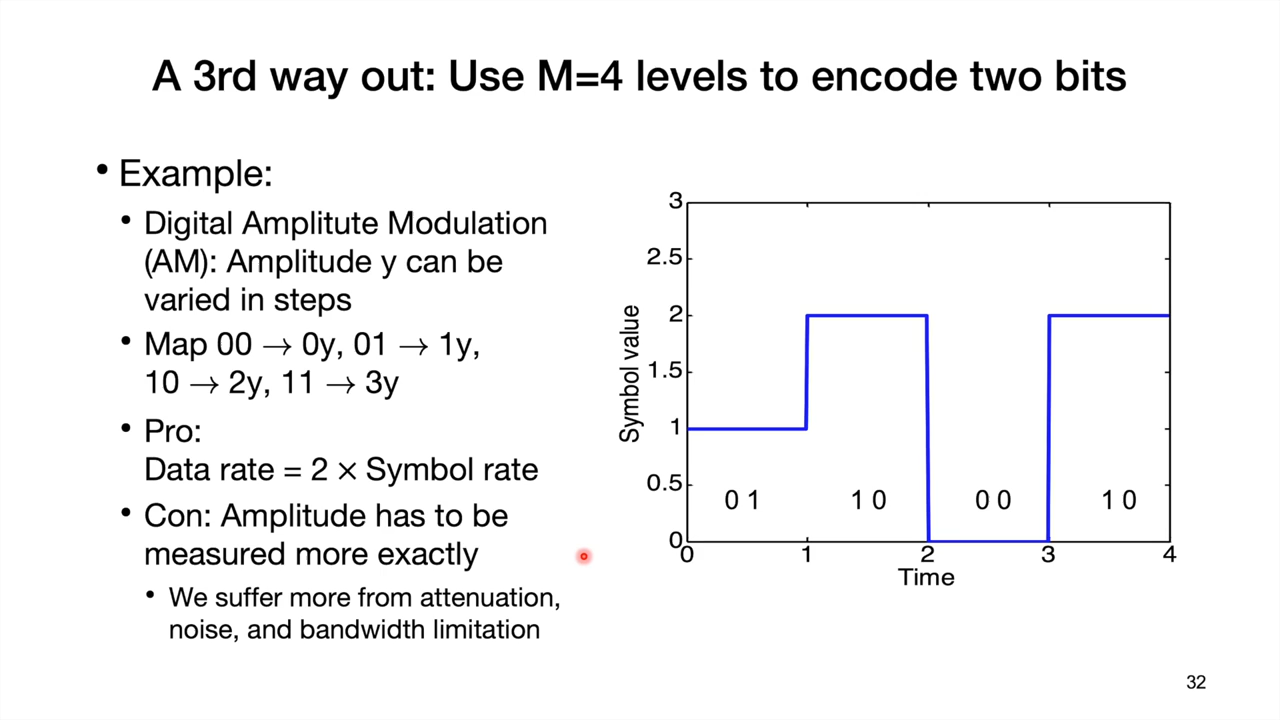 A 3rd way out: Use M=4 levels to encode two bits
• Example:
• Digital Amplitute Modulation
(AM): Amplitude y can be
varied in steps
• Map 00 → 0y, 01 → 1y,
10 → 2y, 11 → 3y
• Pro:
Data rate = 2 × Symbol rate
• Con: Amplitude has to be
measured more exactly
• We suffer more from attenuation,
noise, and bandwidth limitation
Symbol value
3
2.5
2
1.5
1
0.5
0
0 1 1 0 0 0 1 0
0 1 2 3 4
Time
32